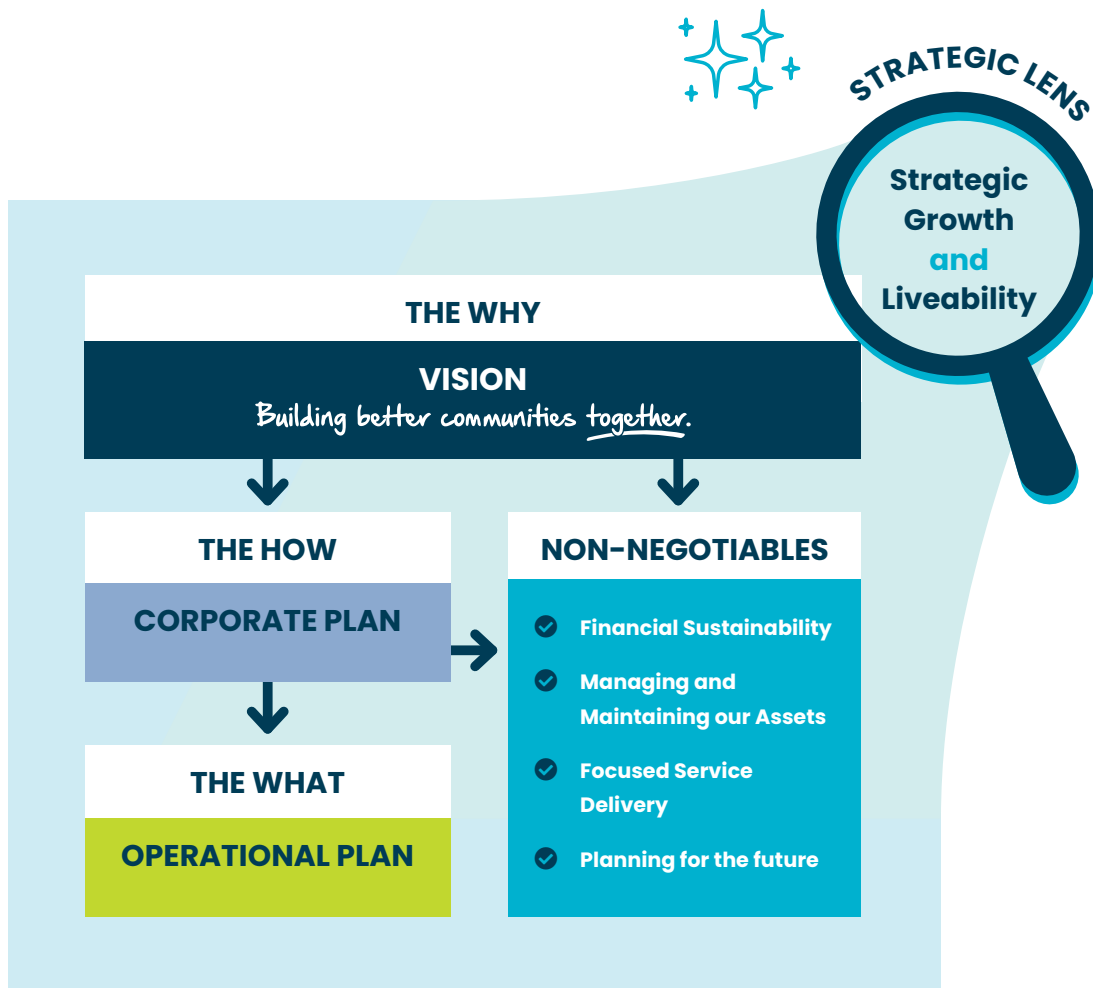 STRATEGIC LENS
Strategic
Growth
and
Liveability
THE WHY
VISION
Building better communities together.
THE HOW
CORPORATE PLAN
THE WHAT
OPERATIONAL PLAN
NON-NEGOTIABLES
Financial Sustainability
Managing and
Maintaining our Assets
Focused Service
Delivery
Planning for the future